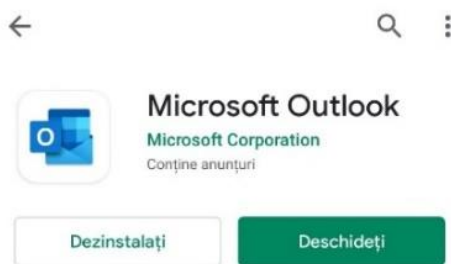 Microsoft Outlook
Microsoft Corporation
Conține anunțuri
Dezinstalați
Deschideți